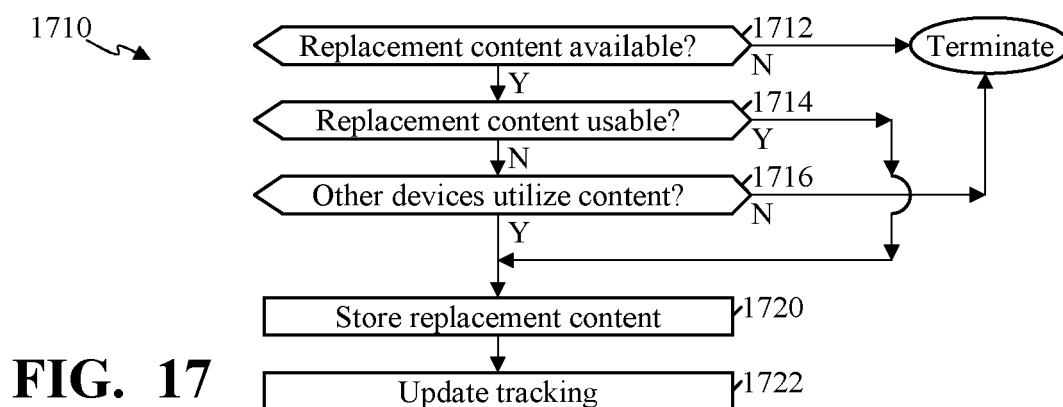 1710
Replacement content available?
1712
Terminate
N
Y
Replacement content usable?
1714
Y
N
Other devices utilize content?
1716
N
Y
Store replacement content
1720
FIG. 17
Update tracking
1722